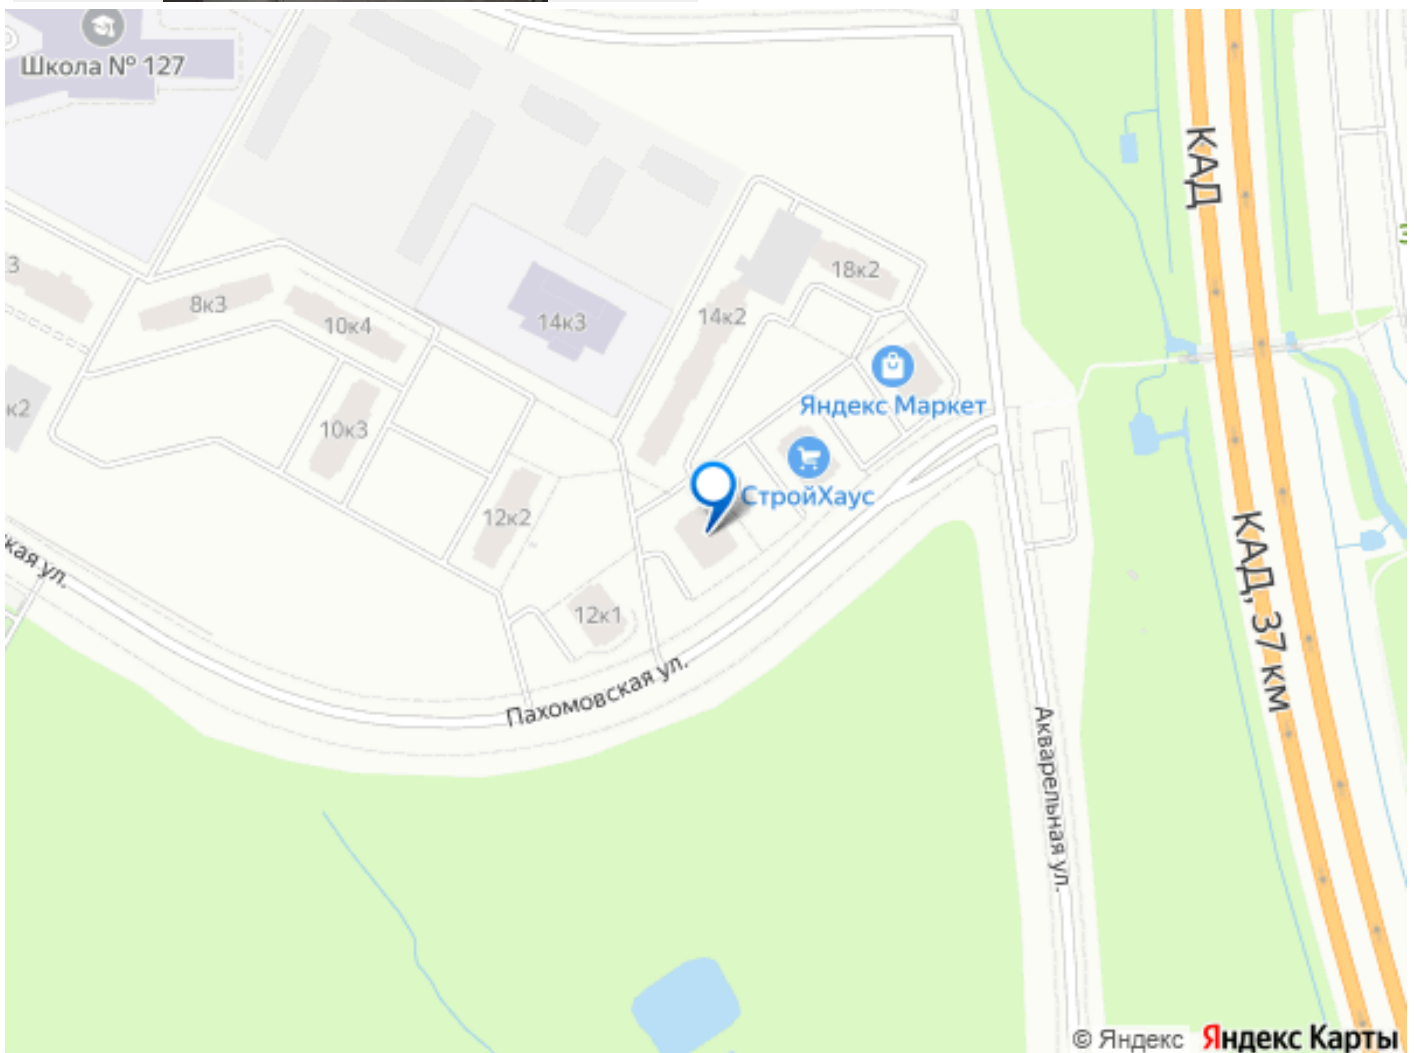 Школа № 127
КАД
3
8к3
10к4
14к3
14к2
18к2
Яндекс Маркет
к2
10к3
12к2
СтройХаус
кая ул.
12к1
КАД, 37 км
Пахомовская ул.
Акварельная ул.
© Яндекс Яндекс Карты